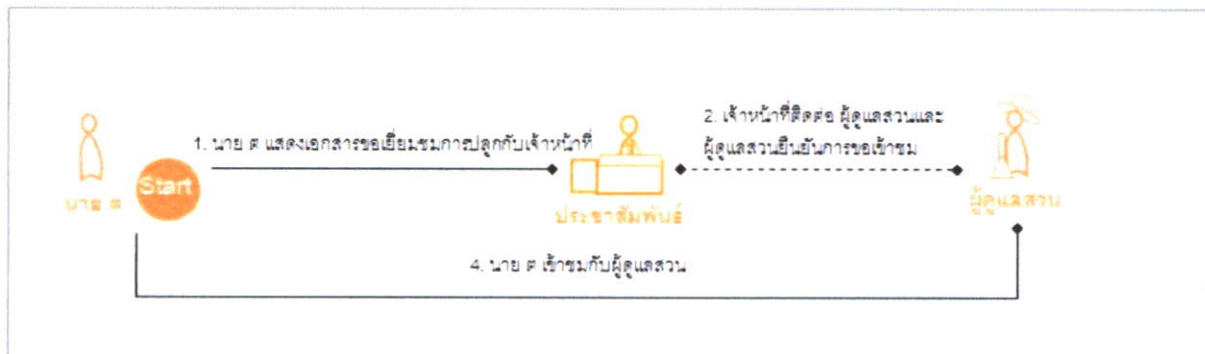 1. นาย ต แสดงเอกสารขอเยี่ยมชมการปลูกกับเจ้าหน้าที่
2. เจ้าหน้าที่ติดต่อ ผู้ดูแลสวนและ
ผู้ดูแลสวนยืนยันการขอเข้าชม
Start
นาย ต
ประชาสัมพันธ์
ผู้ดูแลสวน
4. นาย ต เข้าชมกับผู้ดูแลสวน